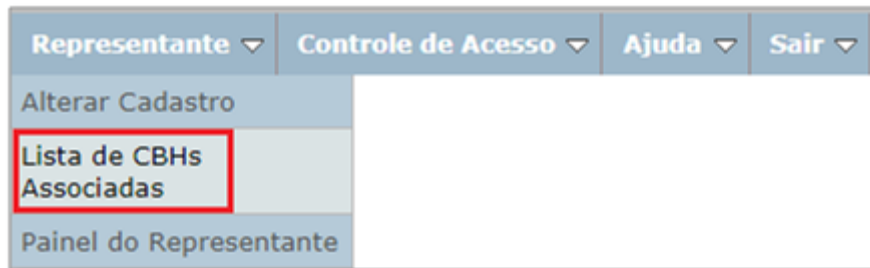 Representante Controle de Acesso Ajuda Sair
Alterar Cadastro
Lista de CBHs
Associadas
Painel do Representante